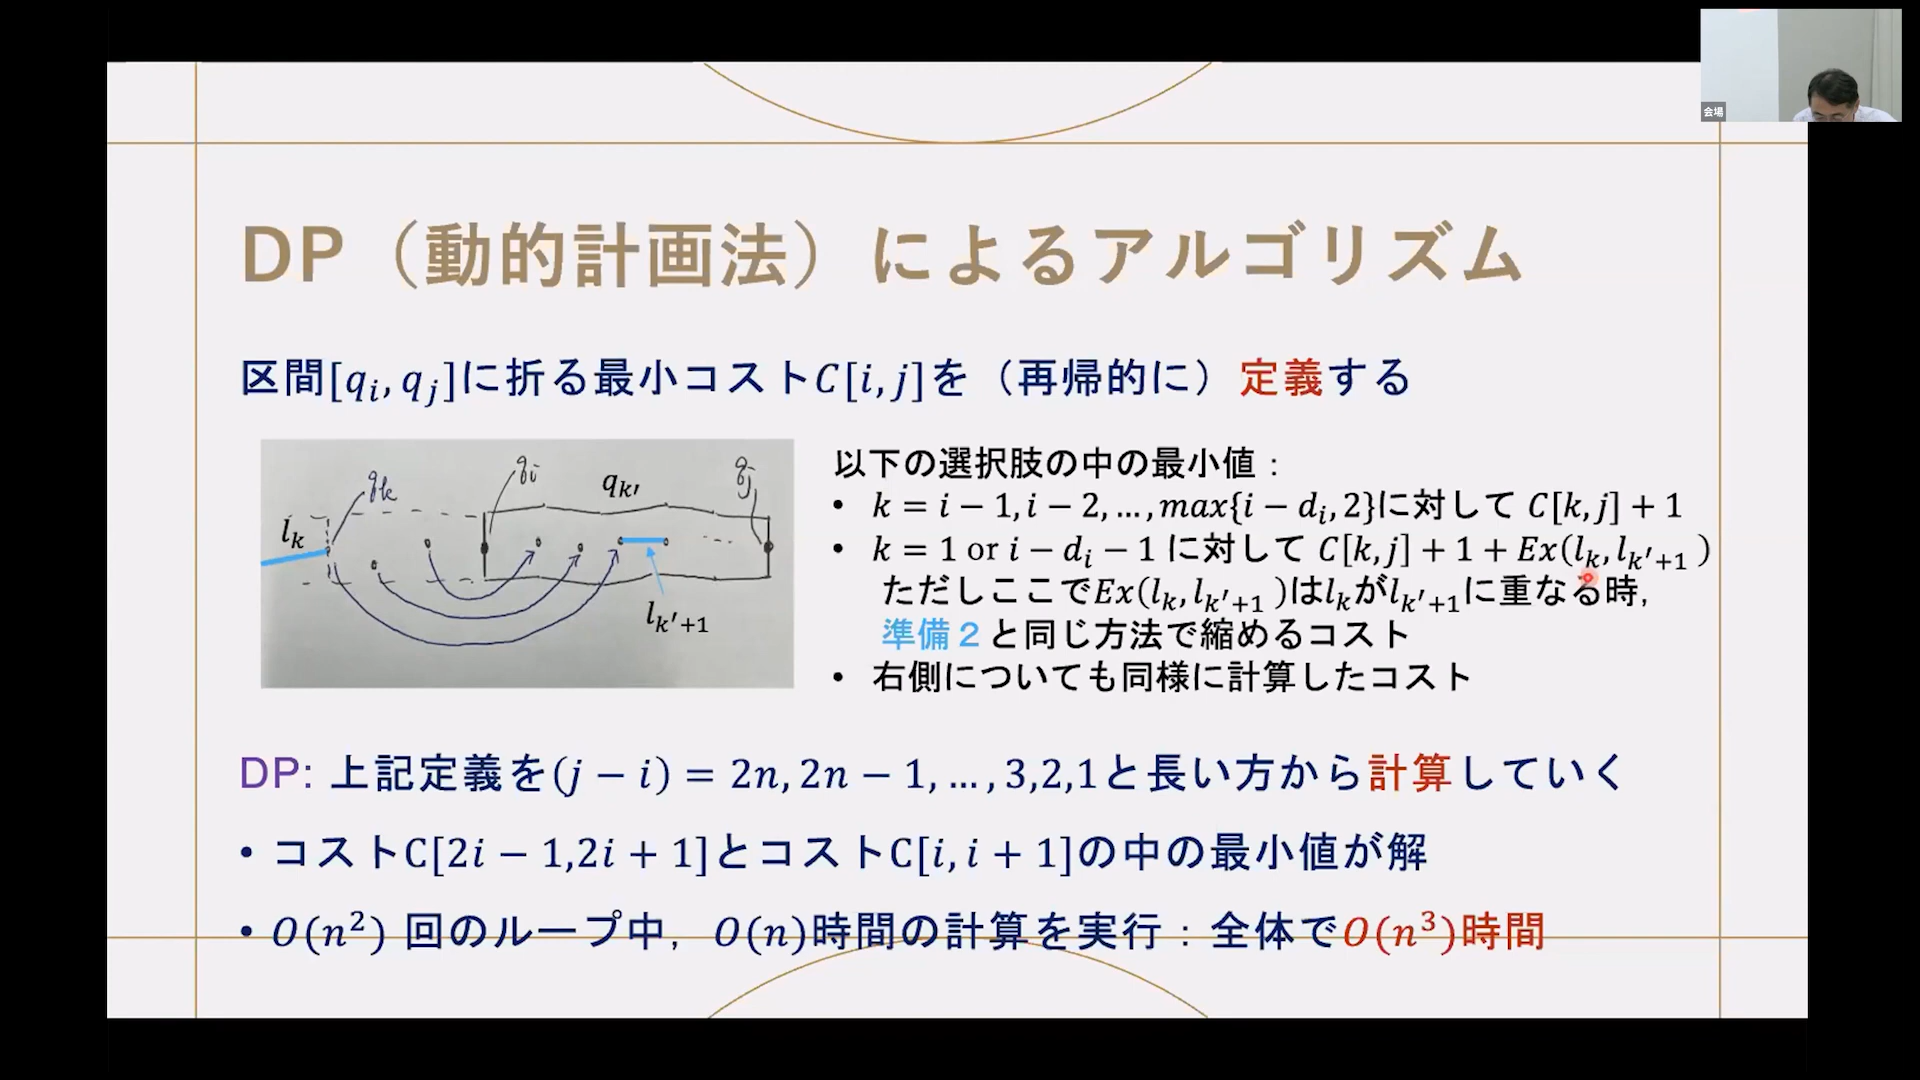 会場
DP（動的計画法）によるアルゴリズム
区間[q_i, q_j]に折る最小コストC[i, j]を（再帰的に）定義する
q_k
q_i
q_{k'}
q_j
l_k
l_{k'+1}
以下の選択肢の中の最小値：
• k = i − 1, i − 2, … , max{i − d_i, 2}に対して C[k, j] + 1
• k = 1 or i − d_i − 1 に対して C[k, j] + 1 + Ex(l_k, l_{k'+1})
ただしここでEx(l_k, l_{k'+1})はl_kがl_{k'+1}に重なる時，
準備２と同じ方法で縮めるコスト
• 右側についても同様に計算したコスト
DP: 上記定義を(j − i) = 2n, 2n − 1, … , 3,2,1と長い方から計算していく
• コストC[2i − 1,2i + 1]とコストC[i, i + 1]の中の最小値が解
• O(n²) 回のループ中，O(n)時間の計算を実行：全体でO(n³)時間